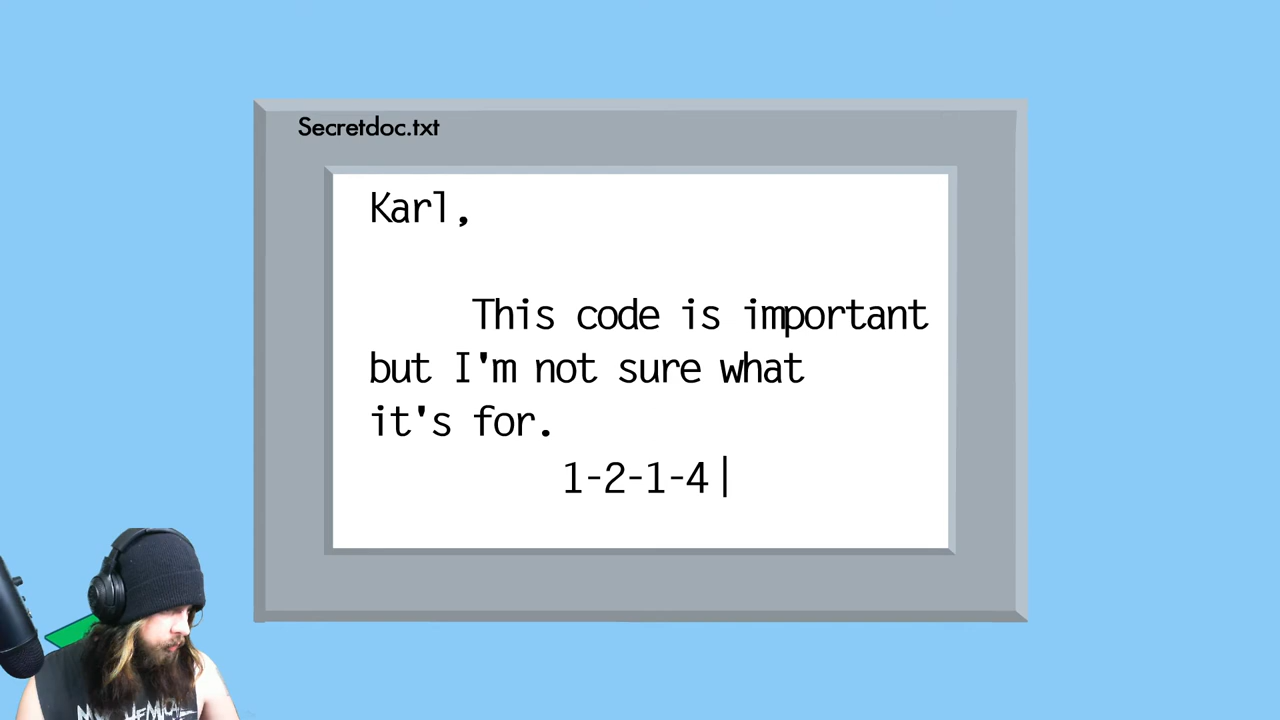 Secretdoc.txt
Karl,
This code is important
but I'm not sure what
it's for.
1-2-1-4